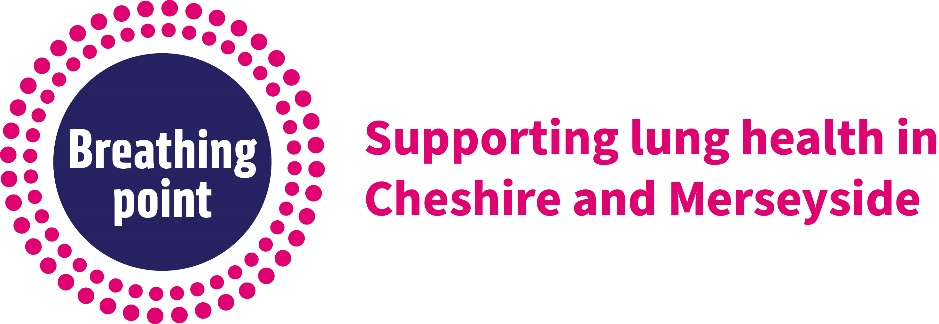 Breathing
point
Supporting lung health in
Cheshire and Merseyside